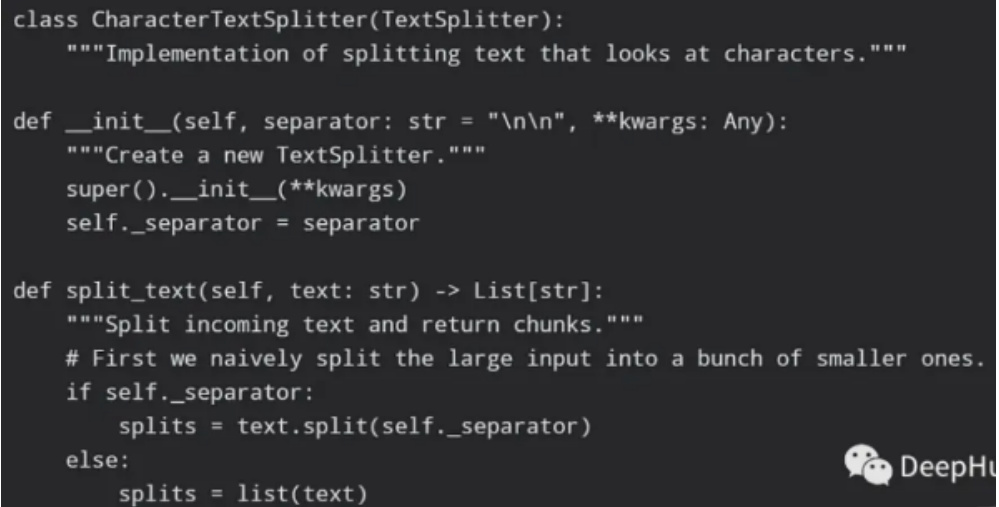 class CharacterTextSplitter(TextSplitter):
    """Implementation of splitting text that looks at characters."""

def __init__(self, separator: str = "\n\n", **kwargs: Any):
    """Create a new TextSplitter."""
    super().__init__(**kwargs)
    self._separator = separator

def split_text(self, text: str) -> List[str]:
    """Split incoming text and return chunks."""
    # First we naively split the large input into a bunch of smaller ones.
    if self._separator:
        splits = text.split(self._separator)
    else:
        splits = list(text)
DeepHu